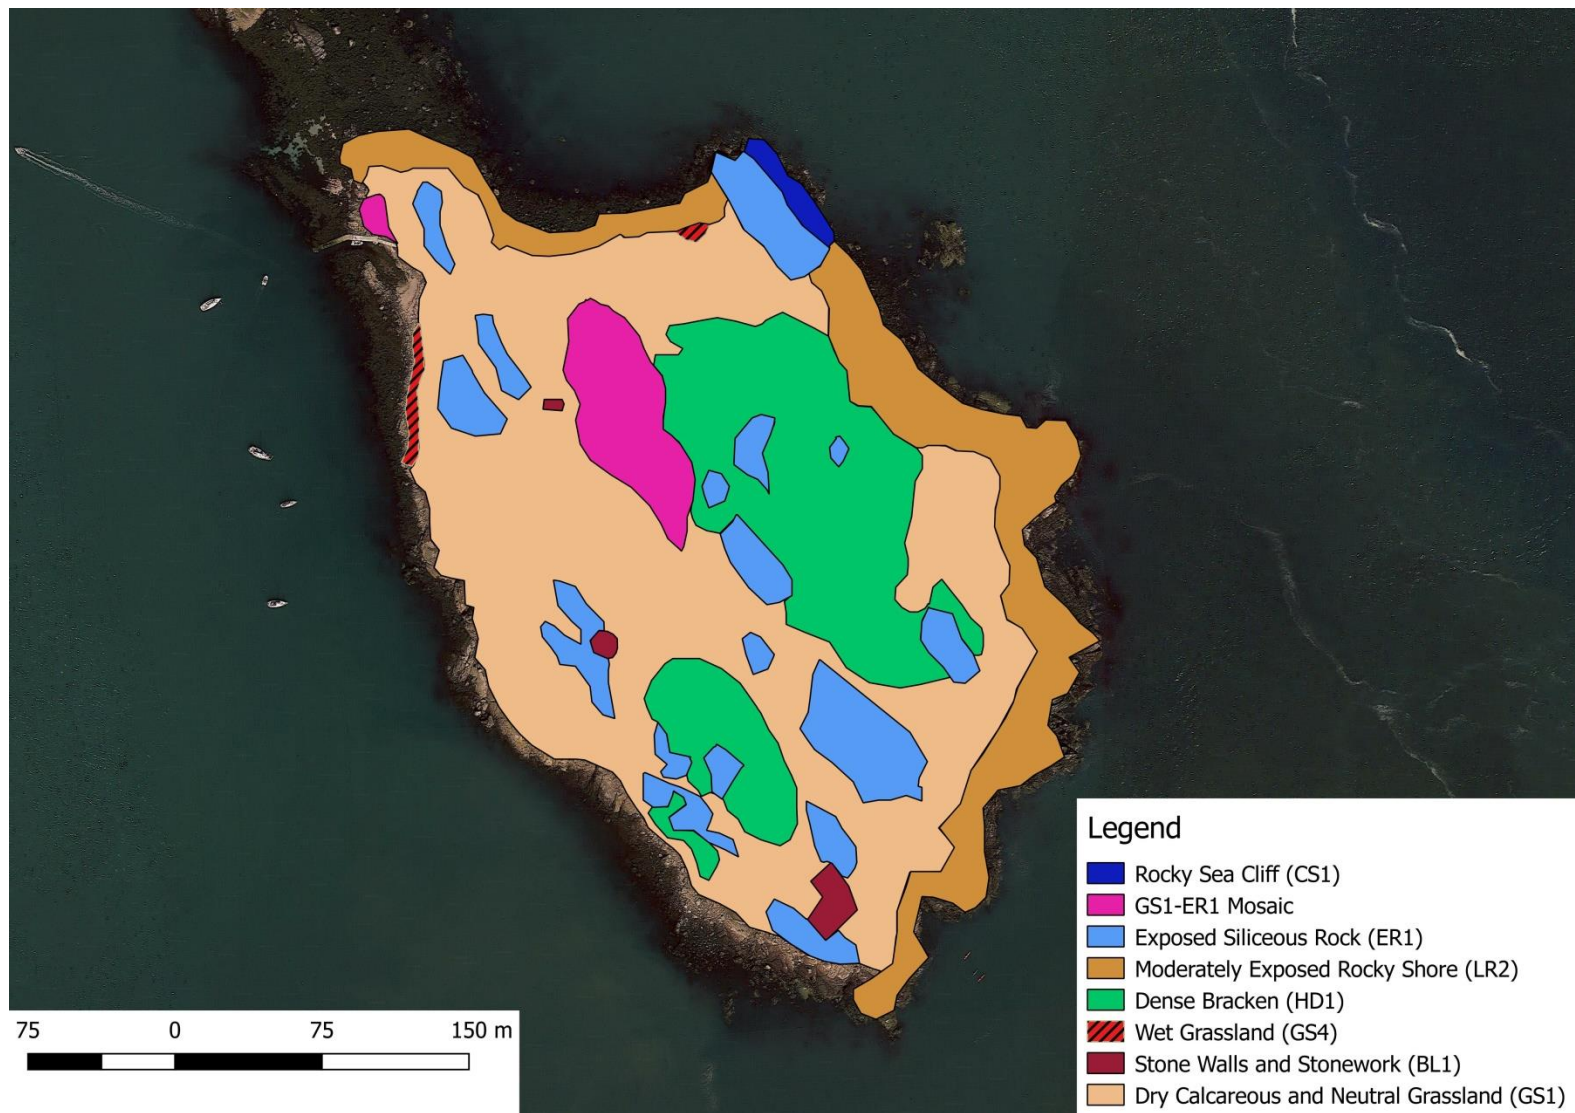 Legend
Rocky Sea Cliff (CS1)
GS1-ER1 Mosaic
Exposed Siliceous Rock (ER1)
Moderately Exposed Rocky Shore (LR2)
Dense Bracken (HD1)
Wet Grassland (GS4)
Stone Walls and Stonework (BL1)
Dry Calcareous and Neutral Grassland (GS1)
75 0 75 150 m